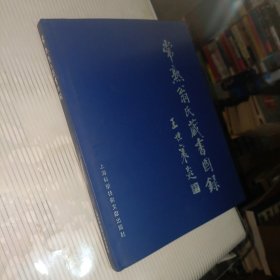 常熟翁氏藏書圖錄
王世襄题
上海科学技术文献出版社